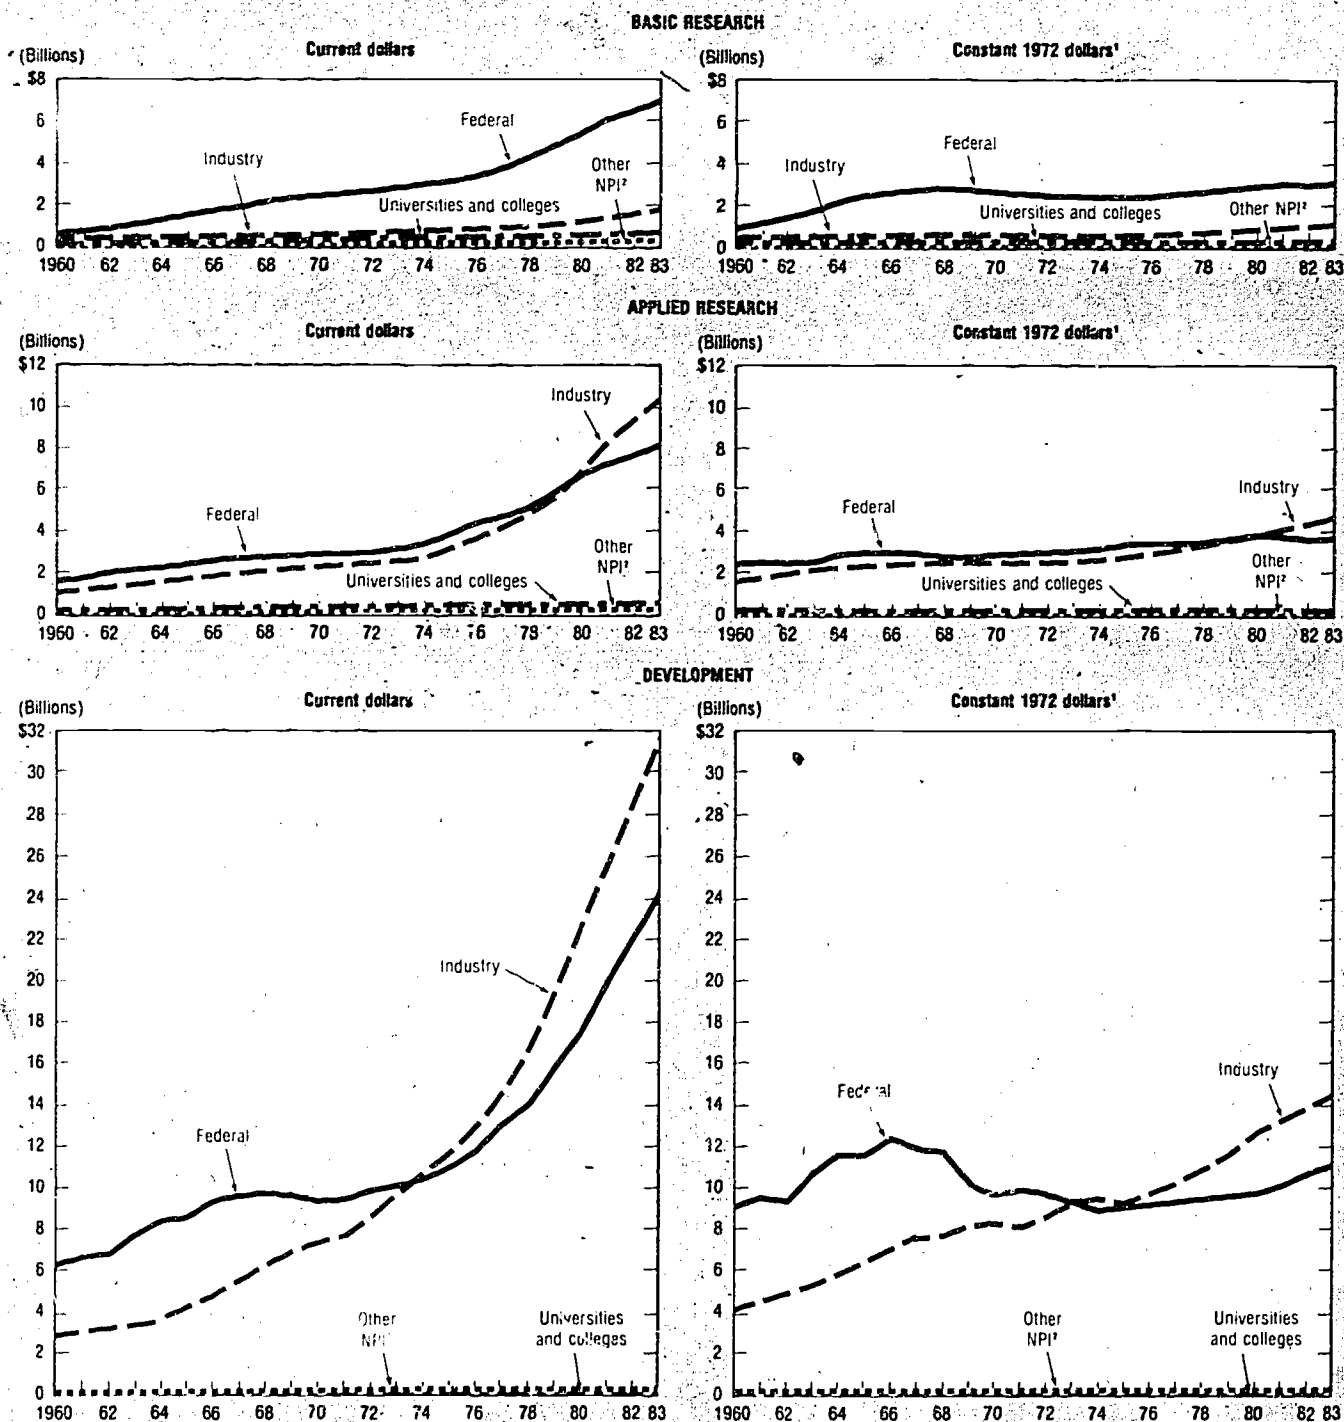 BASIC RESEARCH
Current dollars
(Billions)
$8
6
4
2
0
Federal
Industry
Other
NPI²
Universities and colleges
1960 62 64 66 68 70 72 74 76 78 80 82 83
Constant 1972 dollars¹
(Billions)
$8
6
4
2
0
Federal
Industry
Universities and colleges
Other NPI²
1960 62 64 66 68 70 72 74 76 78 80 82 83
APPLIED RESEARCH
Current dollars
(Billions)
$12
10
8
6
4
2
0
Industry
Federal
Other
NPI²
Universities and colleges
1960 62 64 66 68 70 72 74 76 78 80 82 83
Constant 1972 dollars¹
(Billions)
$12
10
8
6
4
2
0
Industry
Federal
Other
NPI²
Universities and colleges
1960 62 64 66 68 70 72 74 76 78 80 82 83
DEVELOPMENT
Current dollars
(Billions)
$32
30
28
26
24
22
20
18
16
14
12
10
8
6
4
2
0
Industry
Federal
Other
NPI
Universities
and colleges
1960 62 64 66 68 70 72 74 76 78 80 82 83
Constant 1972 dollars¹
(Billions)
$32
30
28
26
24
22
20
18
16
14
12
10
8
6
4
2
0
Industry
Federal
Other
NPI²
Universities
and colleges
1960 62 64 66 68 70 72 74 76 78 80 82 83